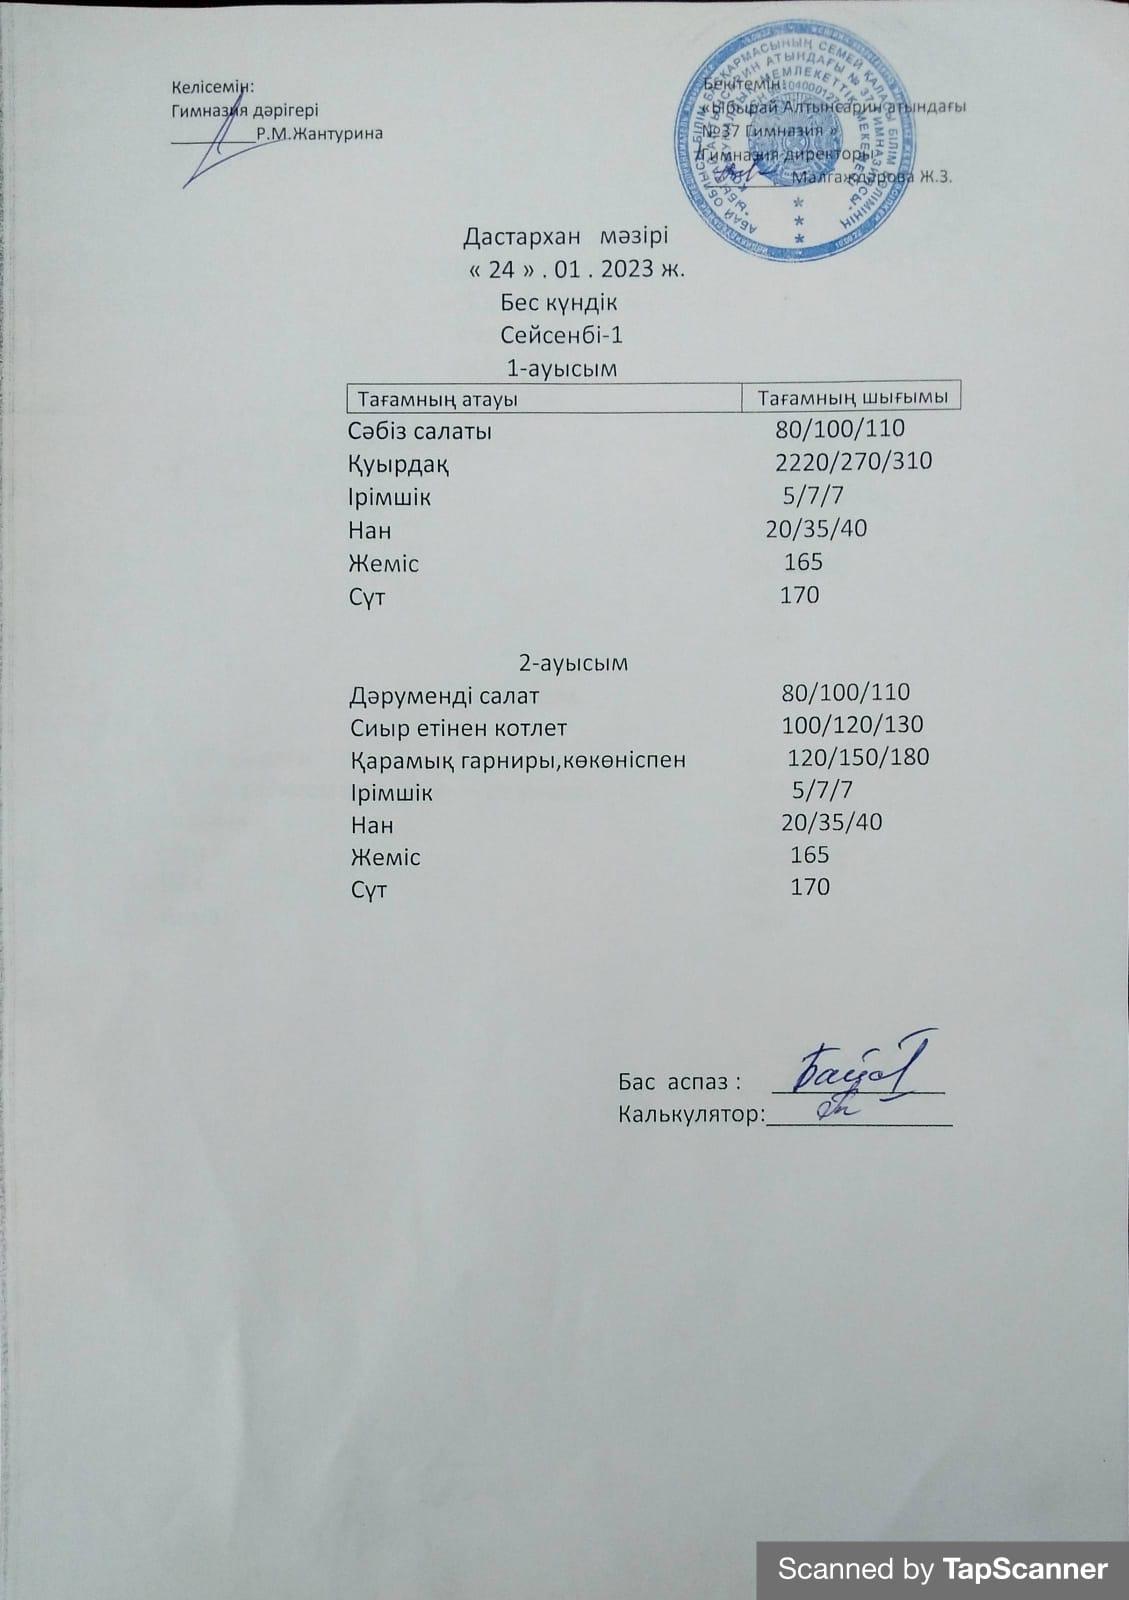 Келісемін:
Гимназия дәрігері
Р.М.Жантурина
Бекітемін:
«Ыбырай Алтынсарин атындағы
№37 Гимназия »
Гимназия директоры
Малгаждарова Ж.З.
Дастархан мәзірі
« 24 » . 01 . 2023 ж.
Бес күндік
Сейсенбі-1
1-ауысым
Тағамның атауы Тағамның шығымы
Сәбіз салаты 80/100/110
Қуырдақ 2220/270/310
Ірімшік 5/7/7
Нан 20/35/40
Жеміс 165
Сүт 170
2-ауысым
Дәруменді салат 80/100/110
Сиыр етінен котлет 100/120/130
Қарамық гарниры,көкөніспен 120/150/180
Ірімшік 5/7/7
Нан 20/35/40
Жеміс 165
Сүт 170
Бас аспаз :
Калькулятор:
Scanned by TapScanner